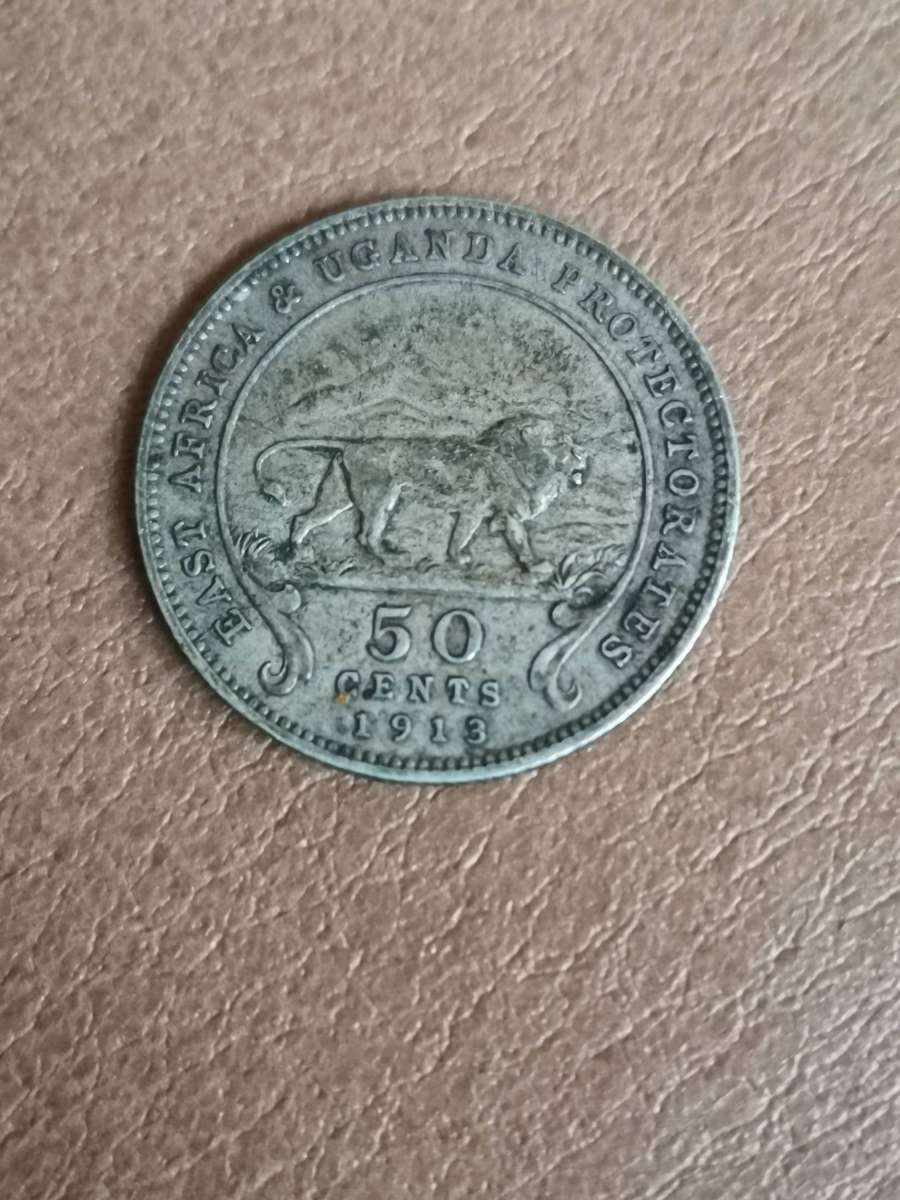 EAST AFRICA & UGANDA PROTECTORATES
50
CENTS
1913